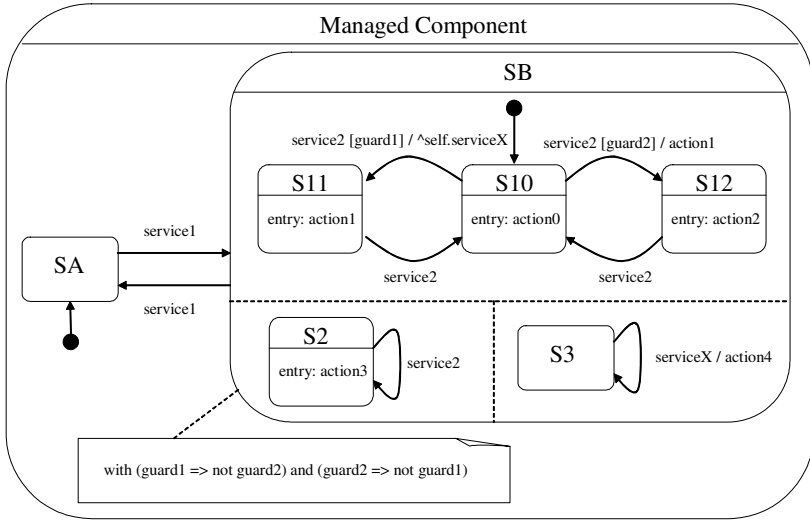 Managed Component
SB
service2 [guard1] / ^self.serviceX
service2 [guard2] / action1
S11
S10
S12
entry: action1
entry: action0
entry: action2
service1
SA
service2
service2
service1
S2
S3
entry: action3
service2
serviceX / action4
with (guard1 => not guard2) and (guard2 => not guard1)